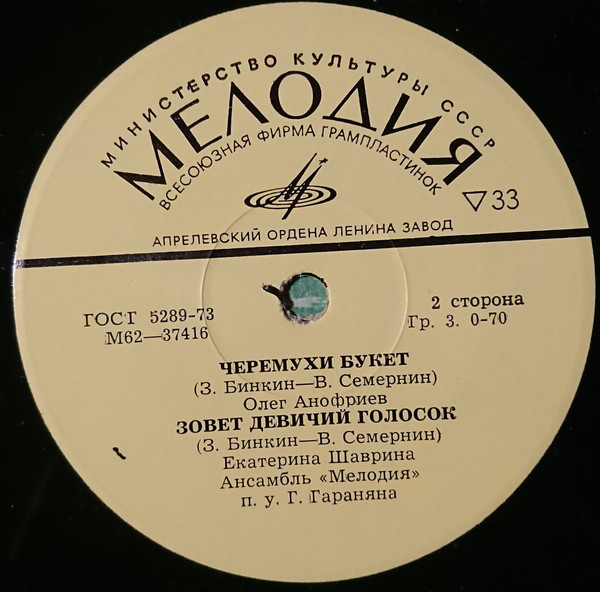 МИНИСТЕРСТВО КУЛЬТУРЫ СССР
МЕЛОДИЯ
ВСЕСОЮЗНАЯ ФИРМА ГРАМПЛАСТИНОК
▽33
АПРЕЛЕВСКИЙ ОРДЕНА ЛЕНИНА ЗАВОД
ГОСТ 5289-73
М62—37416
2 сторона
Гр. 3. 0-70
ЧЕРЕМУХИ БУКЕТ
(З. Бинкин—В. Семернин)
Олег Анофриев
ЗОВЕТ ДЕВИЧИЙ ГОЛОСОК
(З. Бинкин—В. Семернин)
Екатерина Шаврина
Ансамбль «Мелодия»
п. у. Г. Гараняна